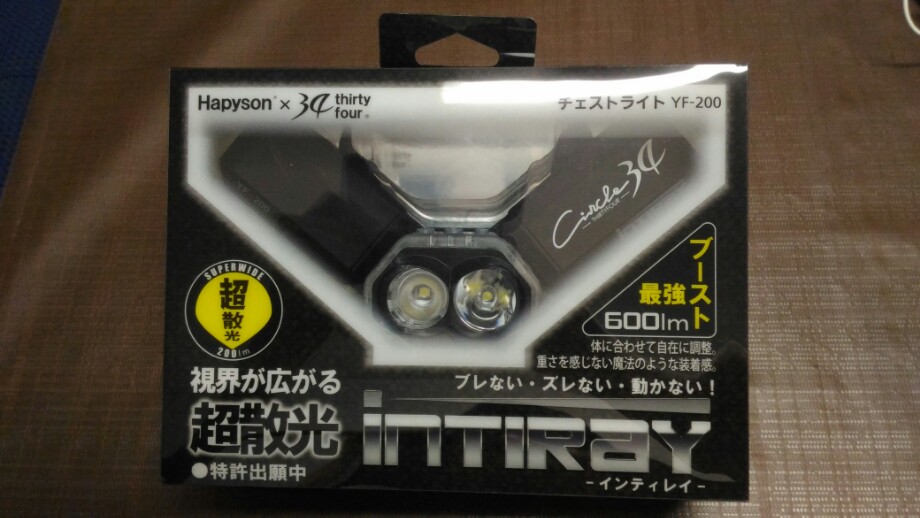 Hapyson® × 34 thirty four®
チェストライト YF-200
Circle 34
THIRTYFOUR
SUPERWIDE
超散光
200lm
ブースト
最強
600lm
体に合わせて自在に調整。
重さを感じない魔法のような装着感。
視界が広がる
超散光
●特許出願中
ブレない・ズレない・動かない！
inTIRaY
-インティレイ-